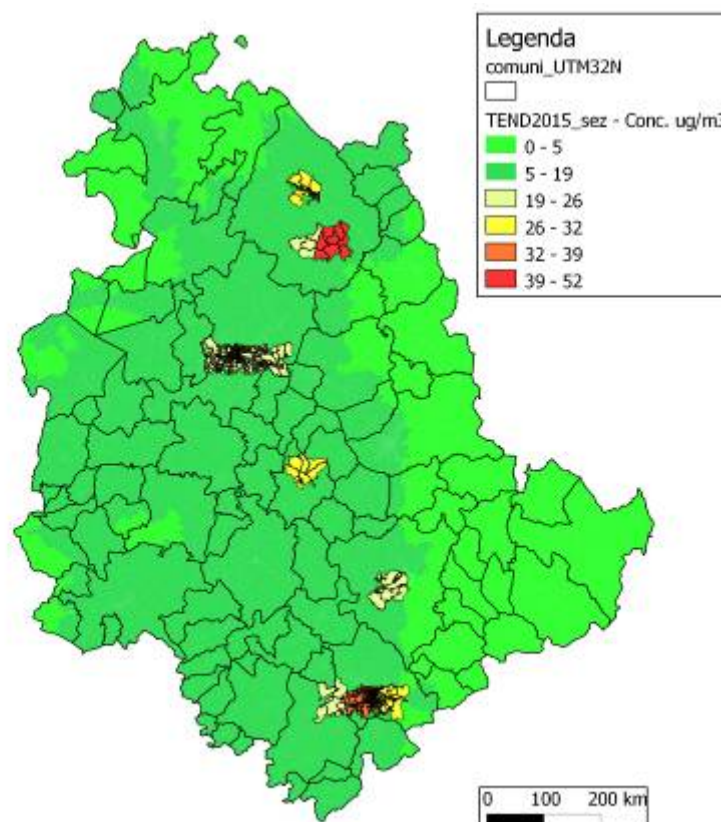 Legenda
comuni_UTM32N
TEND2015_sez - Conc. ug/m3
0 - 5
5 - 19
19 - 26
26 - 32
32 - 39
39 - 52
0 100 200 km